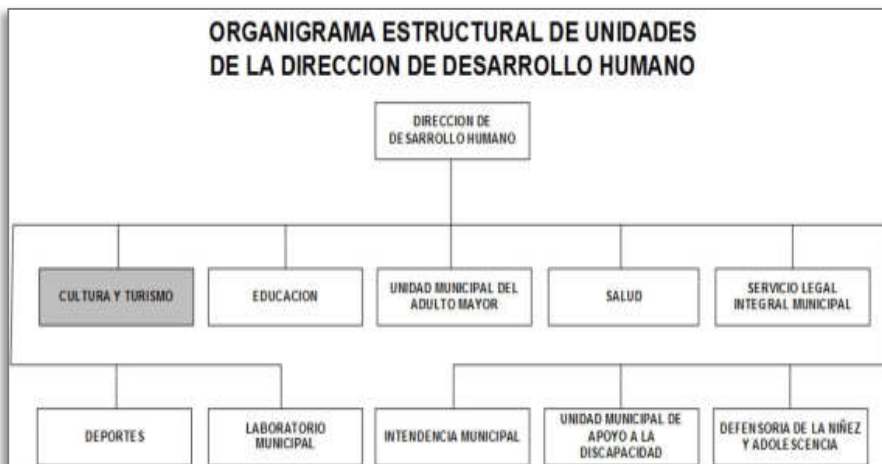 ORGANIGRAMA ESTRUCTURAL DE UNIDADES
DE LA DIRECCION DE DESARROLLO HUMANO
DIRECCION DE
DESARROLLO HUMANO
CULTURA Y TURISMO
EDUCACION
UNIDAD MUNICIPAL DEL
ADULTO MAYOR
SALUD
SERVICIO LEGAL
INTEGRAL MUNICIPAL
DEPORTES
LABORATORIO
MUNICIPAL
INTENDENCIA MUNICIPAL
UNIDAD MUNICIPAL DE
APOYO A LA
DISCAPACIDAD
DEFENSORIA DE LA NIÑEZ
Y ADOLESCENCIA